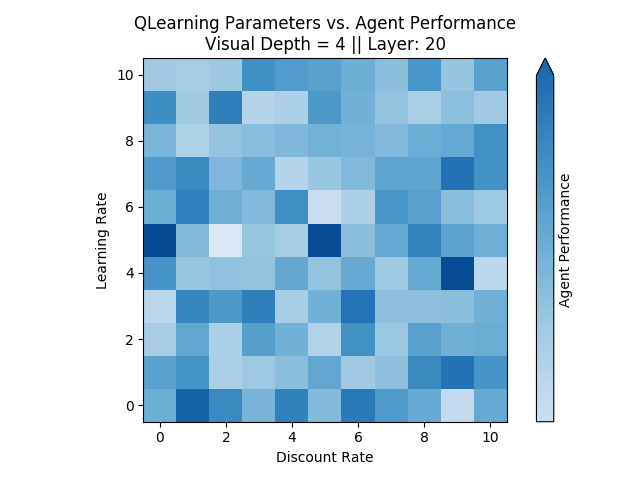 QLearning Parameters vs. Agent Performance
Visual Depth = 4 || Layer: 20
10
8
6
4
2
0
Learning Rate
0 2 4 6 8 10
Discount Rate
Agent Performance